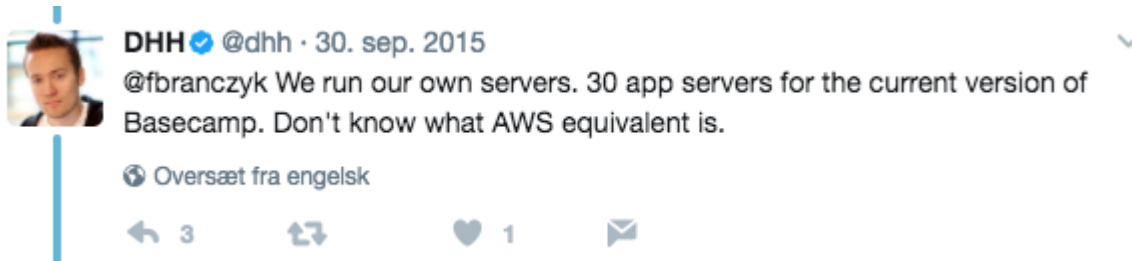 DHH @dhh · 30. sep. 2015
@fbranczyk We run our own servers. 30 app servers for the current version of
Basecamp. Don't know what AWS equivalent is.
Oversæt fra engelsk
3 1